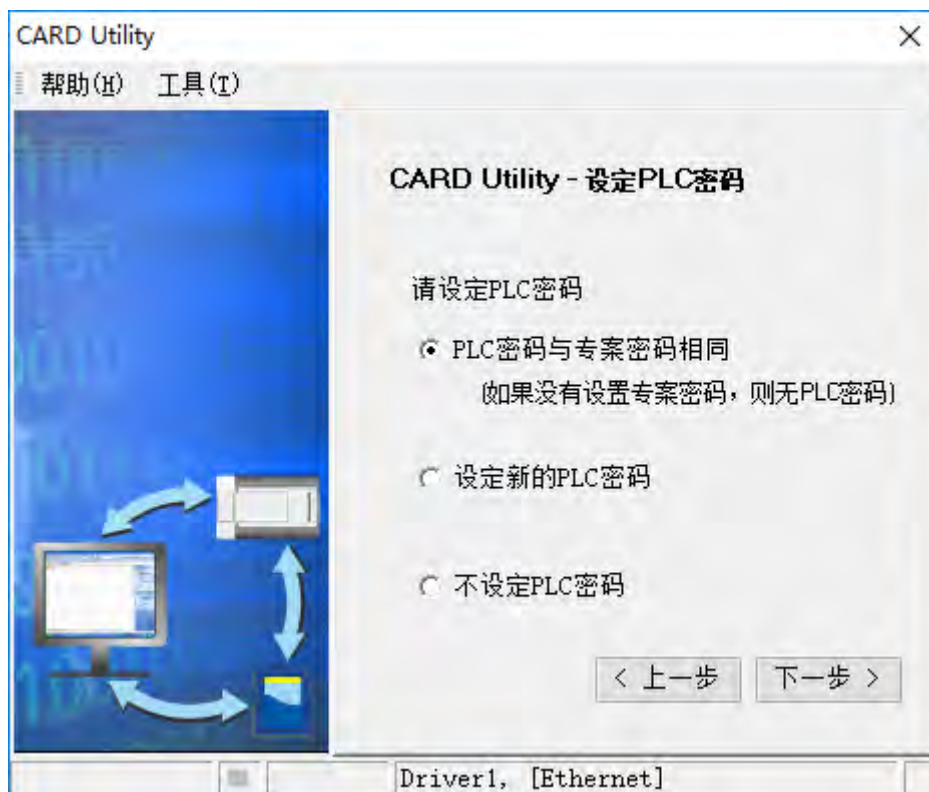 CARD Utility
帮助(H) 工具(T)
CARD Utility - 设定PLC密码
请设定PLC密码
PLC密码与专案密码相同
(如果没有设置专案密码，则无PLC密码)
设定新的PLC密码
不设定PLC密码
< 上一步 下一步 >
Driver1, [Ethernet]